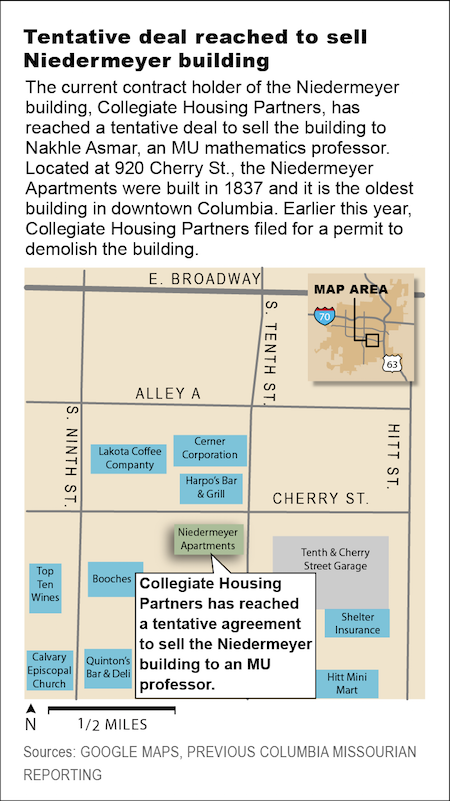 Tentative deal reached to sell
Niedermeyer building
The current contract holder of the Niedermeyer
building, Collegiate Housing Partners, has
reached a tentative deal to sell the building to
Nakhle Asmar, an MU mathematics professor.
Located at 920 Cherry St., the Niedermeyer
Apartments were built in 1837 and it is the oldest
building in downtown Columbia. Earlier this year,
Collegiate Housing Partners filed for a permit to
demolish the building.
E. BROADWAY
MAP AREA
70
63
S. TENTH ST.
ALLEY A
S. NINTH ST.
HITT ST.
Lakota Coffee
Companty
Cerner
Corporation
Harpo's Bar
& Grill
CHERRY ST.
Niedermeyer
Apartments
Tenth & Cherry
Street Garage
Top
Ten
Wines
Booches
Collegiate Housing
Partners has reached
a tentative agreement
to sell the Niedermeyer
building to an MU
professor.
Shelter
Insurance
Calvary
Episcopal
Church
Quinton's
Bar & Deli
Hitt Mini
Mart
N
1/2 MILES
Sources: GOOGLE MAPS, PREVIOUS COLUMBIA MISSOURIAN
REPORTING